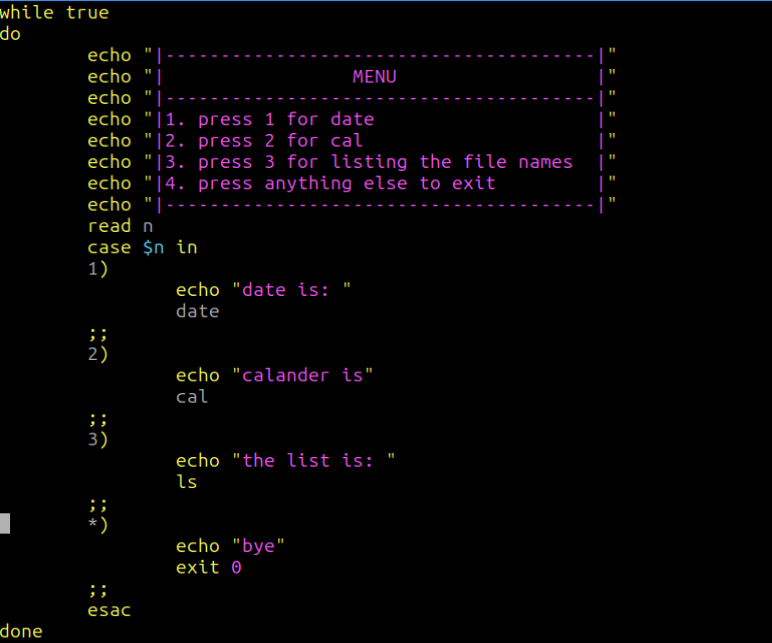 while true
do
        echo "|---------------------------------------|"
        echo "|                 MENU                  |"
        echo "|---------------------------------------|"
        echo "|1. press 1 for date                    |"
        echo "|2. press 2 for cal                     |"
        echo "|3. press 3 for listing the file names  |"
        echo "|4. press anything else to exit         |"
        echo "|---------------------------------------|"
        read n
        case $n in
        1)
                echo "date is: "
                date
        ;;
        2)
                echo "calander is"
                cal
        ;;
        3)
                echo "the list is: "
                ls
        ;;
        *)
                echo "bye"
                exit 0
        ;;
        esac
done